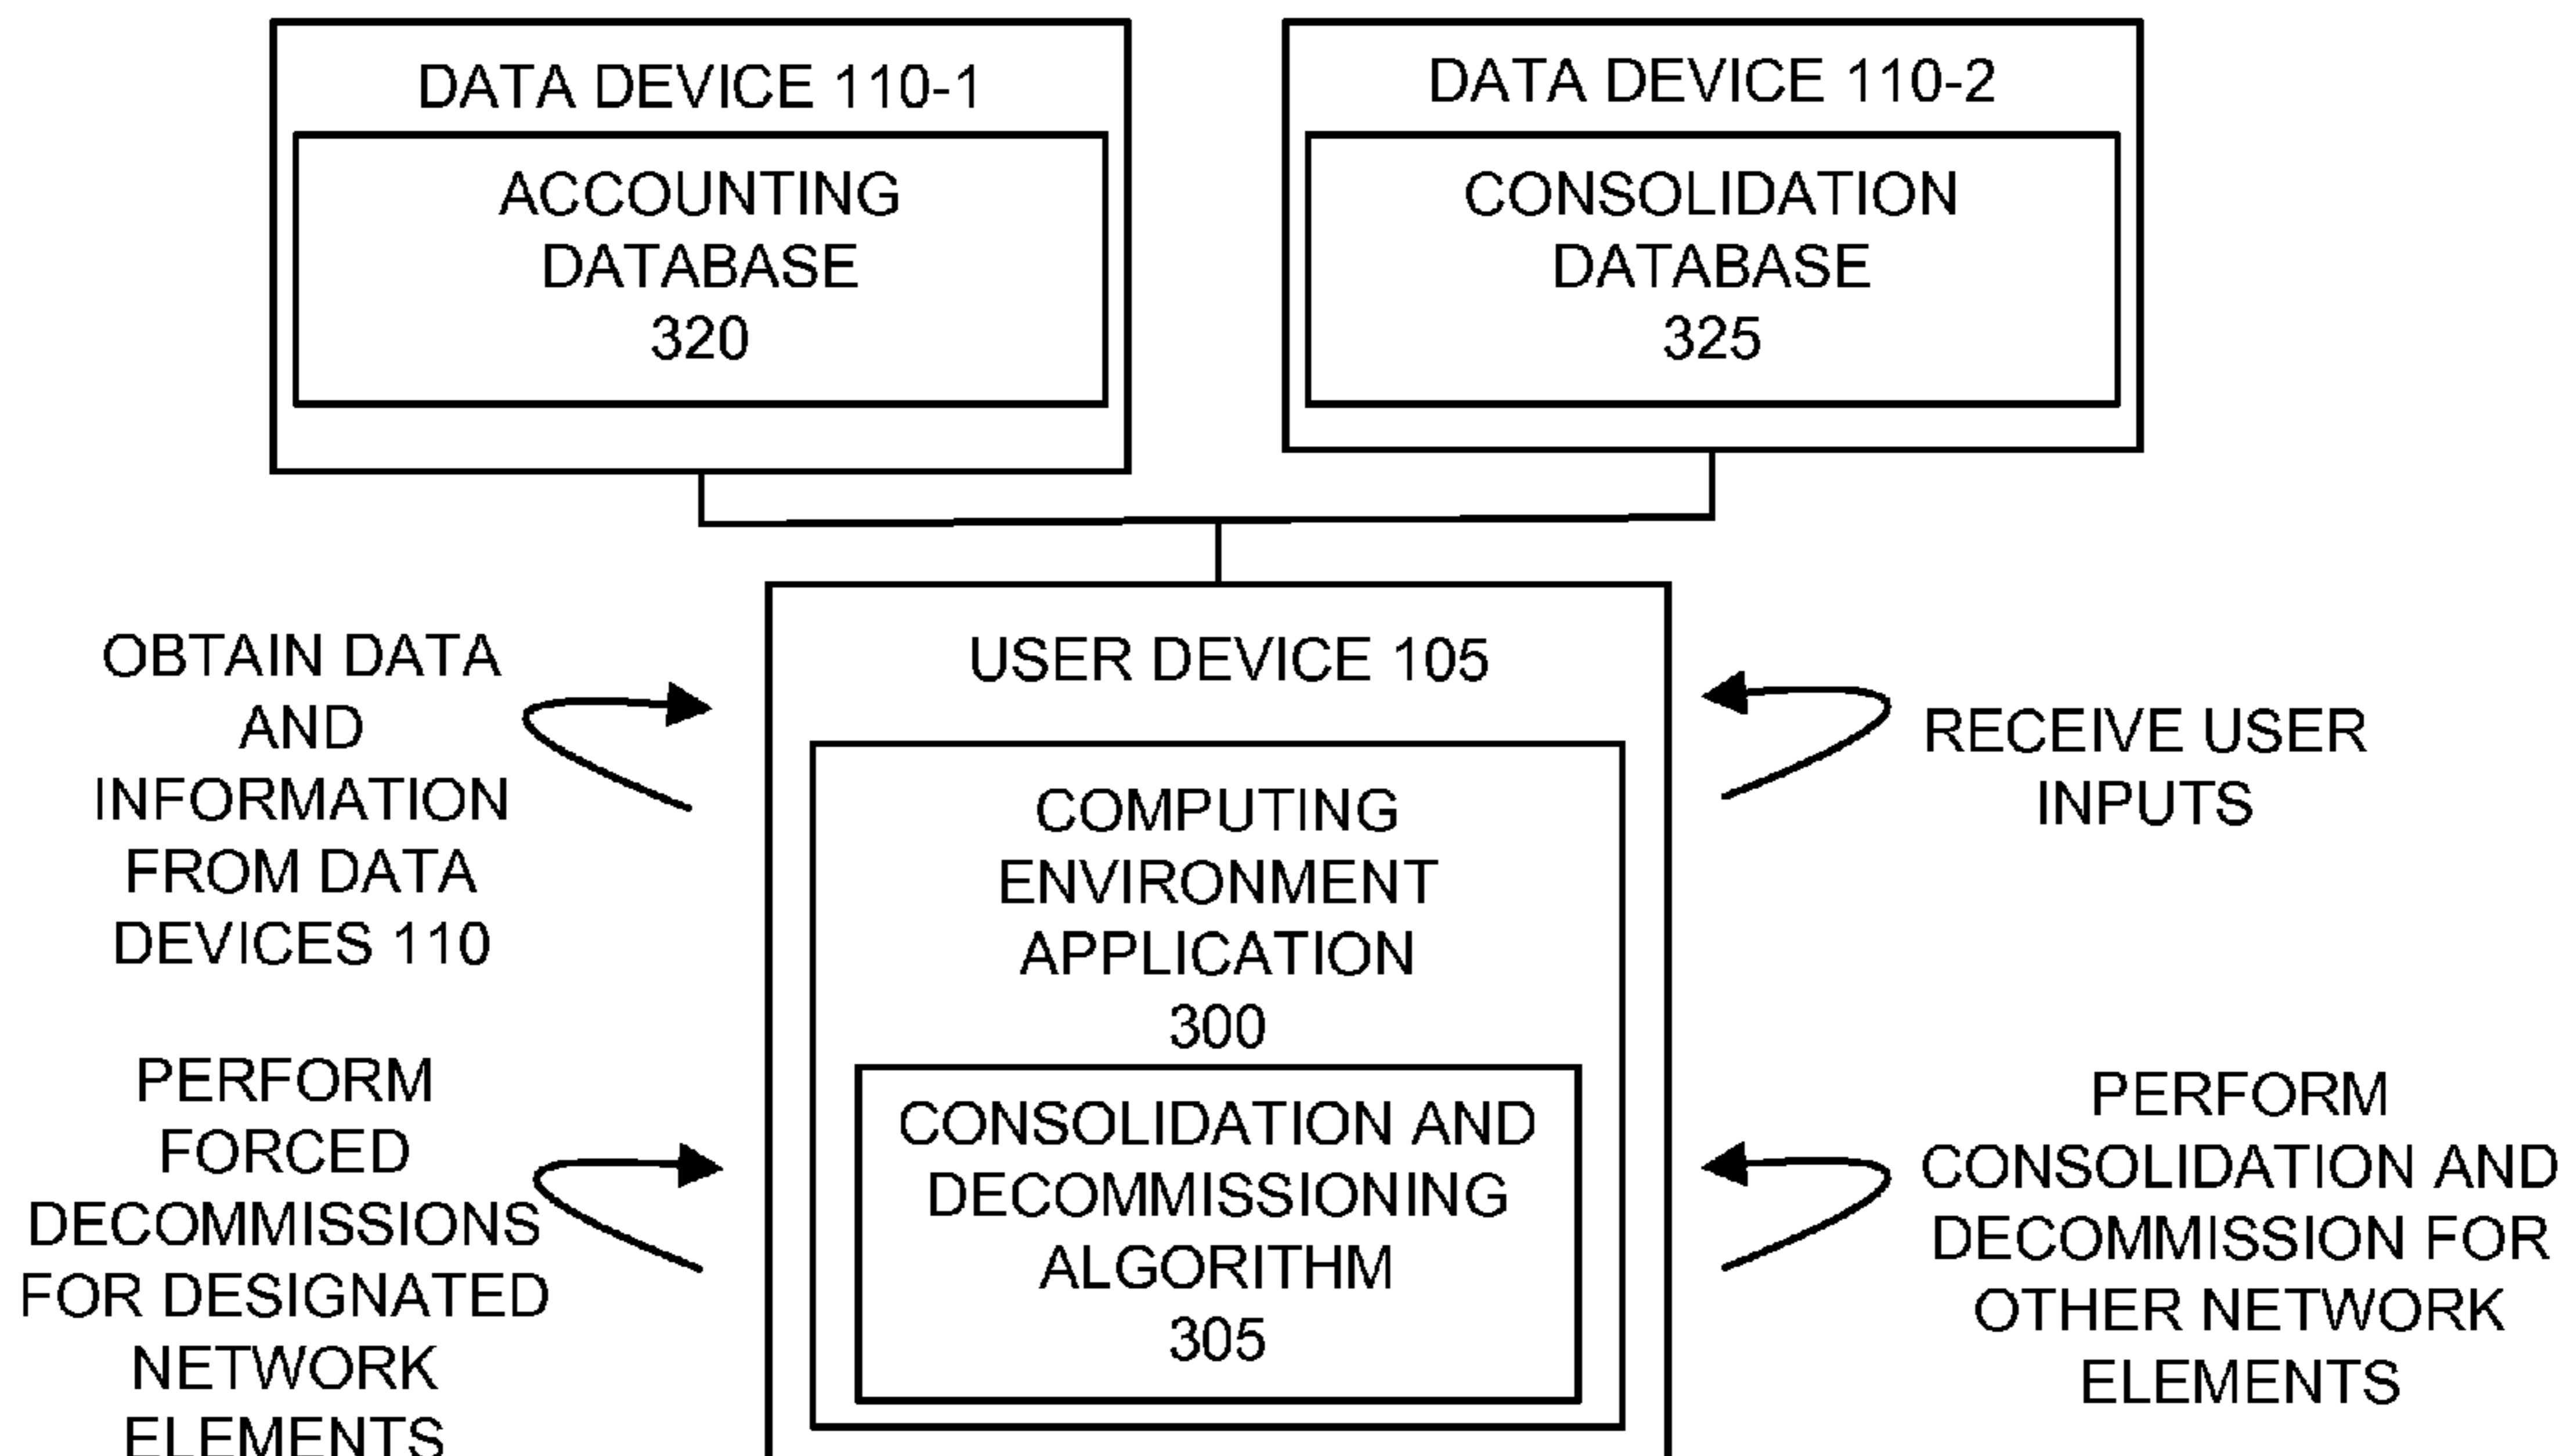 DATA DEVICE 110-1
ACCOUNTING
DATABASE
320
DATA DEVICE 110-2
CONSOLIDATION
DATABASE
325
OBTAIN DATA
AND
INFORMATION
FROM DATA
DEVICES 110
USER DEVICE 105
COMPUTING
ENVIRONMENT
APPLICATION
300
RECEIVE USER
INPUTS
PERFORM
FORCED
DECOMMISSIONS
FOR DESIGNATED
NETWORK
ELEMENTS
CONSOLIDATION AND
DECOMMISSIONING
ALGORITHM
305
PERFORM
CONSOLIDATION AND
DECOMMISSION FOR
OTHER NETWORK
ELEMENTS